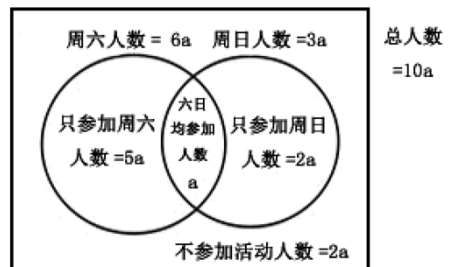 周六人数 = 6a 周日人数 =3a
总人数
=10a
六日
均参加
人数
a
只参加周六
人数 =5a
只参加周日
人数 =2a
不参加活动人数 =2a